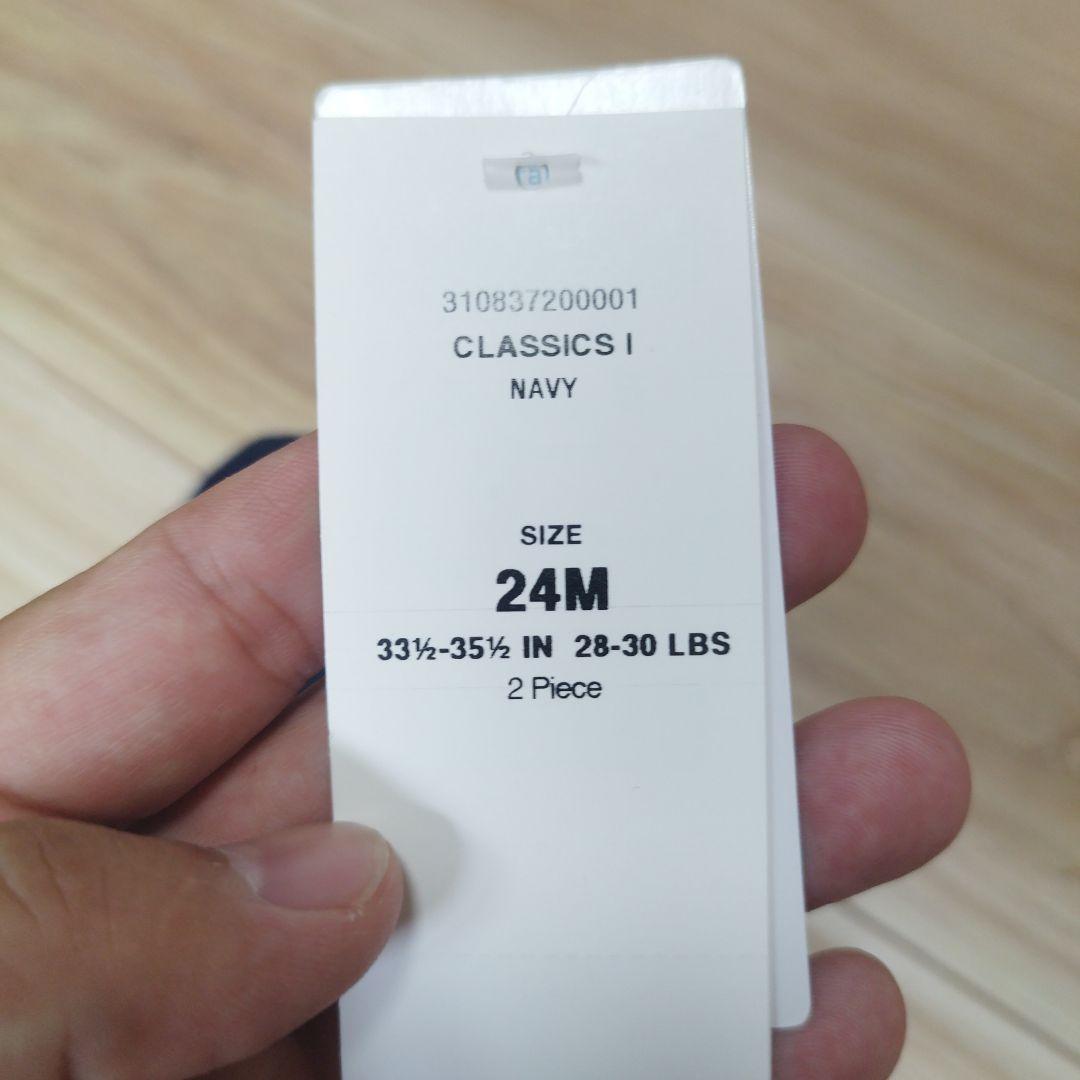 (a)
310837200001
CLASSICS I
NAVY
SIZE
24M
33½-35½ IN 28-30 LBS
2 Piece